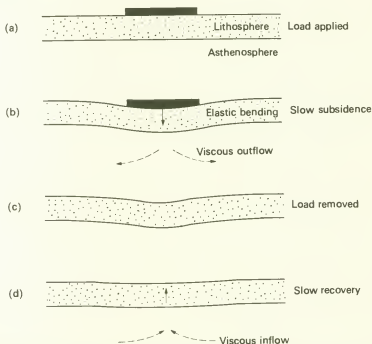 (a)
Lithosphere
Load applied
Asthenosphere
(b)
Elastic bending
Slow subsidence
Viscous outflow
(c)
Load removed
(d)
Slow recovery
Viscous inflow